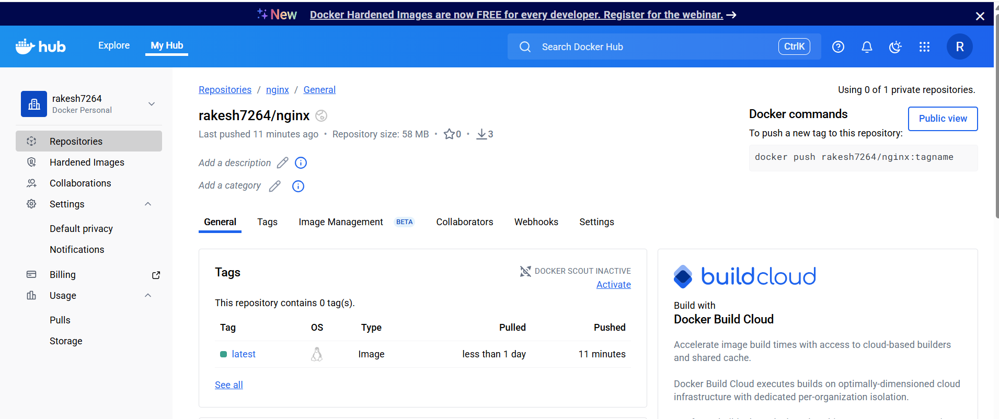 New Docker Hardened Images are now FREE for every developer. Register for the webinar. →
hub
Explore
My Hub
Search Docker Hub
CtrlK
R
rakesh7264
Docker Personal
Repositories
Hardened Images
Collaborations
Settings
Default privacy
Notifications
Billing
Usage
Pulls
Storage
Repositories / nginx / General
Using 0 of 1 private repositories.
rakesh7264/nginx
Last pushed 11 minutes ago • Repository size: 58 MB • 0 • 3
Add a description
Add a category
Docker commands
Public view
To push a new tag to this repository:
docker push rakesh7264/nginx:tagname
General
Tags
Image Management BETA
Collaborators
Webhooks
Settings
Tags
DOCKER SCOUT INACTIVE
Activate
This repository contains 0 tag(s).
Tag OS Type Pulled Pushed
latest Image less than 1 day 11 minutes
See all
buildcloud
Build with
Docker Build Cloud
Accelerate image build times with access to cloud-based builders
and shared cache.
Docker Build Cloud executes builds on optimally-dimensioned cloud
infrastructure with dedicated per-organization isolation.